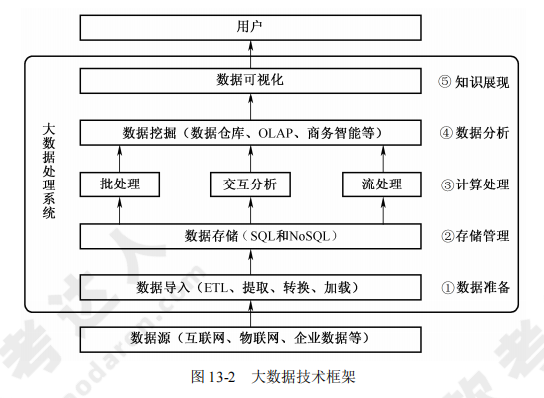 用户
数据可视化
⑤ 知识展现
数据挖掘（数据仓库、OLAP、商务智能等）
④ 数据分析
批处理
交互分析
流处理
③ 计算处理
数据存储（SQL和NoSQL）
② 存储管理
数据导入（ETL、提取、转换、加载）
① 数据准备
大数据处理系统
数据源（互联网、物联网、企业数据等）
图 13-2 大数据技术框架
考达人
软考